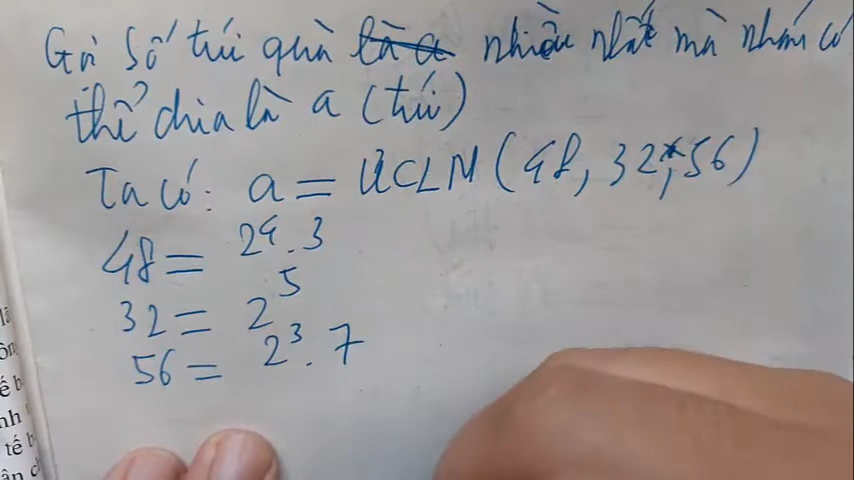 Gọi số túi quà là a nhiều nhất mà nhóm có
thể chia là a (túi)
Ta có: a = ƯCLN (48, 32, 56)
48 = 2⁴ . 3
32 = 2⁵
56 = 2³ . 7